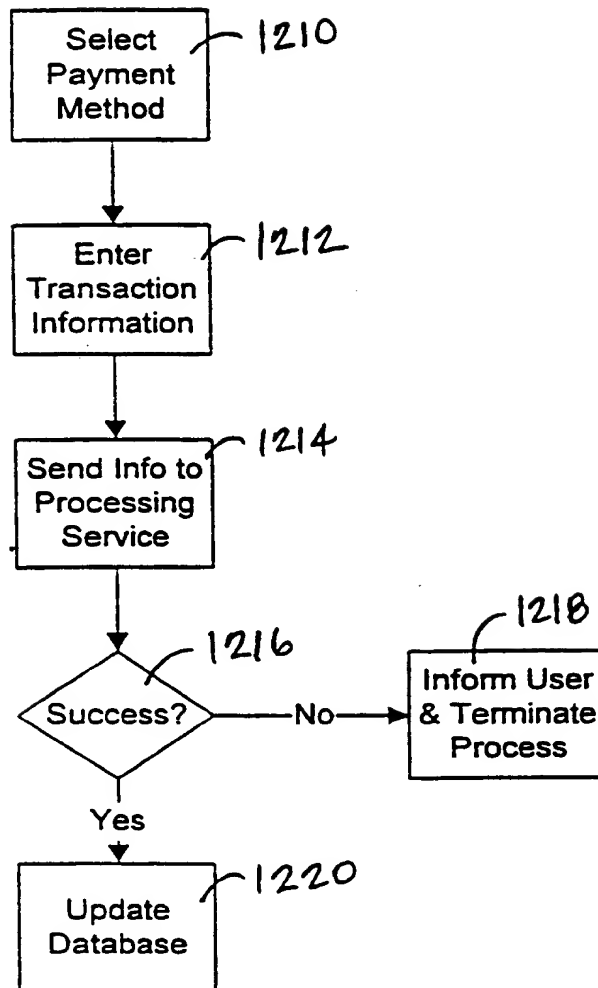 Select
Payment
Method
1210
Enter
Transaction
Information
1212
Send Info to
Processing
Service
1214
Success?
1216
No
Inform User
& Terminate
Process
1218
Yes
Update
Database
1220